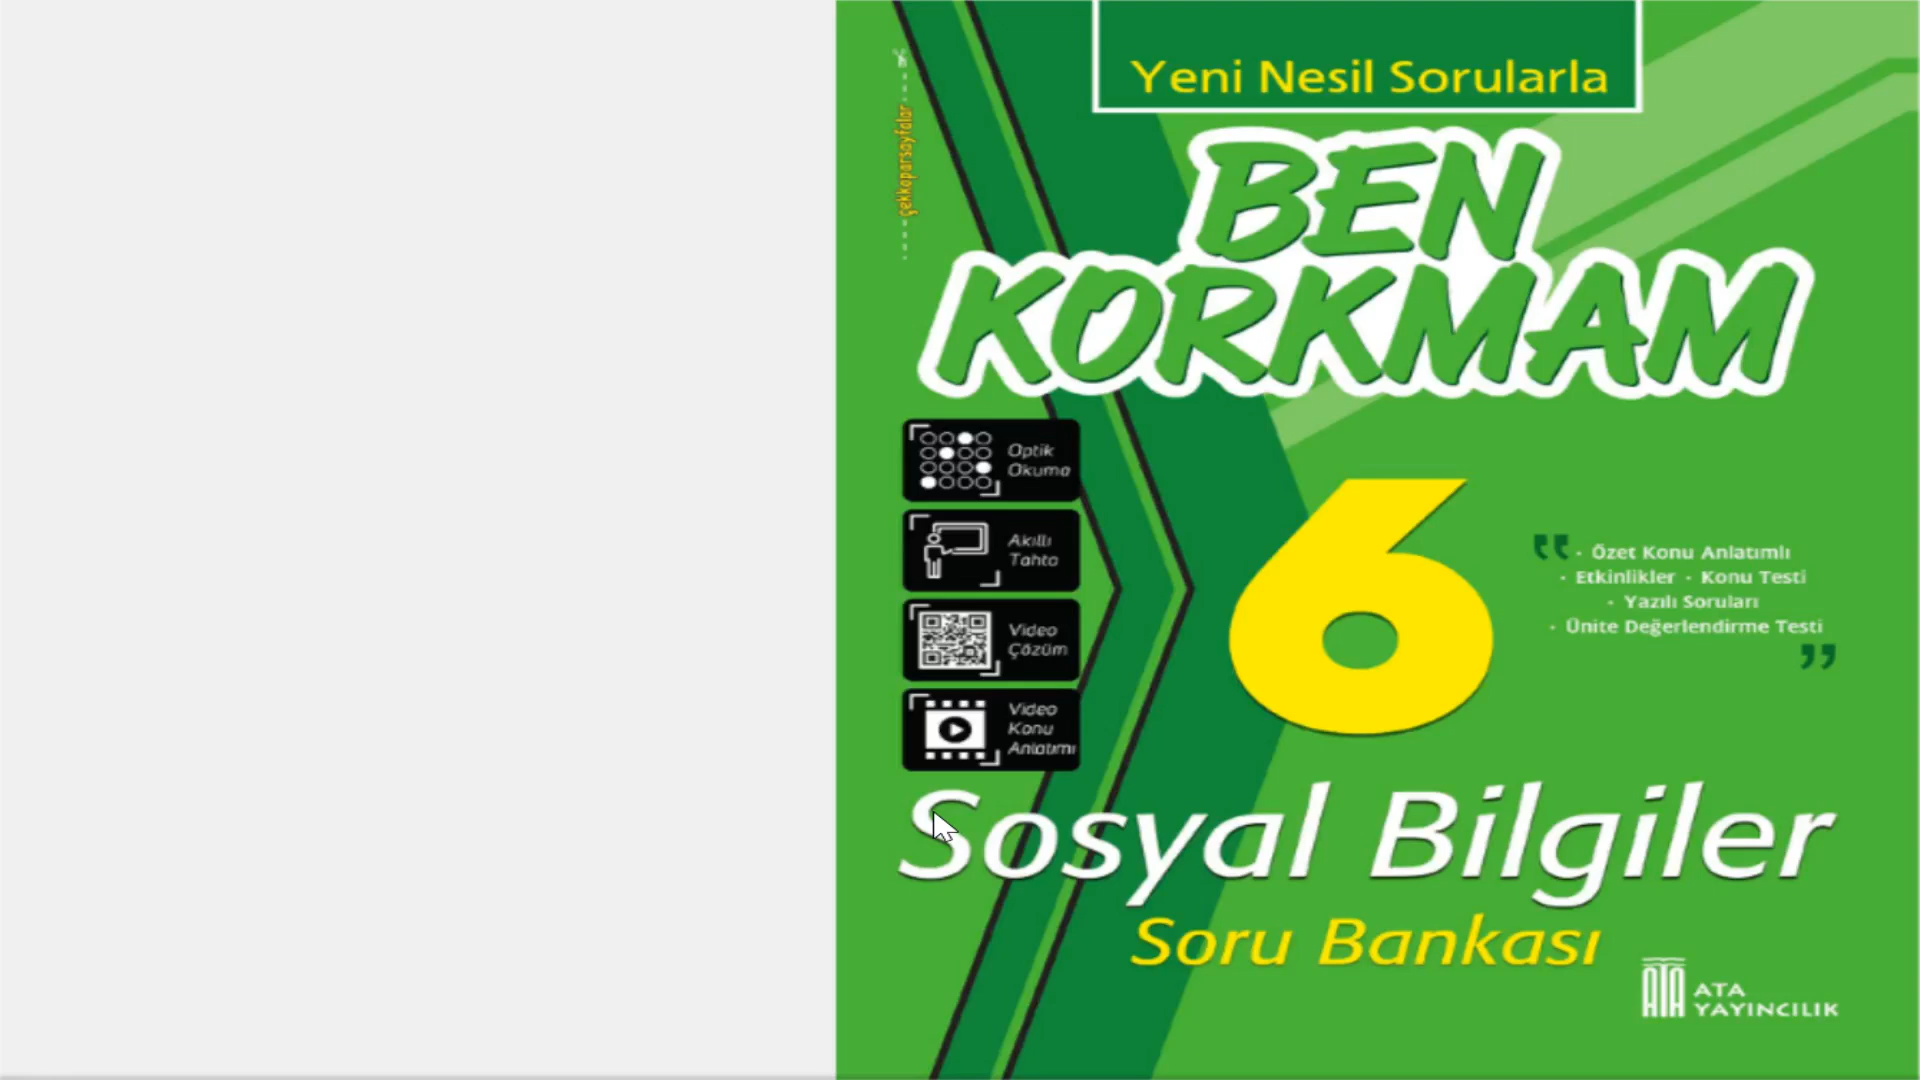 Yeni Nesil Sorularla
çekkoparsayfalar
BEN
KORKMAM
Optik
Okuma
Akıllı
Tahta
Video
Çözüm
Video
Konu
Anlatımı
6
- Özet Konu Anlatımlı
- Etkinlikler - Konu Testi
- Yazılı Soruları
- Ünite Değerlendirme Testi
Sosyal Bilgiler
Soru Bankası
ATA
ATA
YAYINCILIK